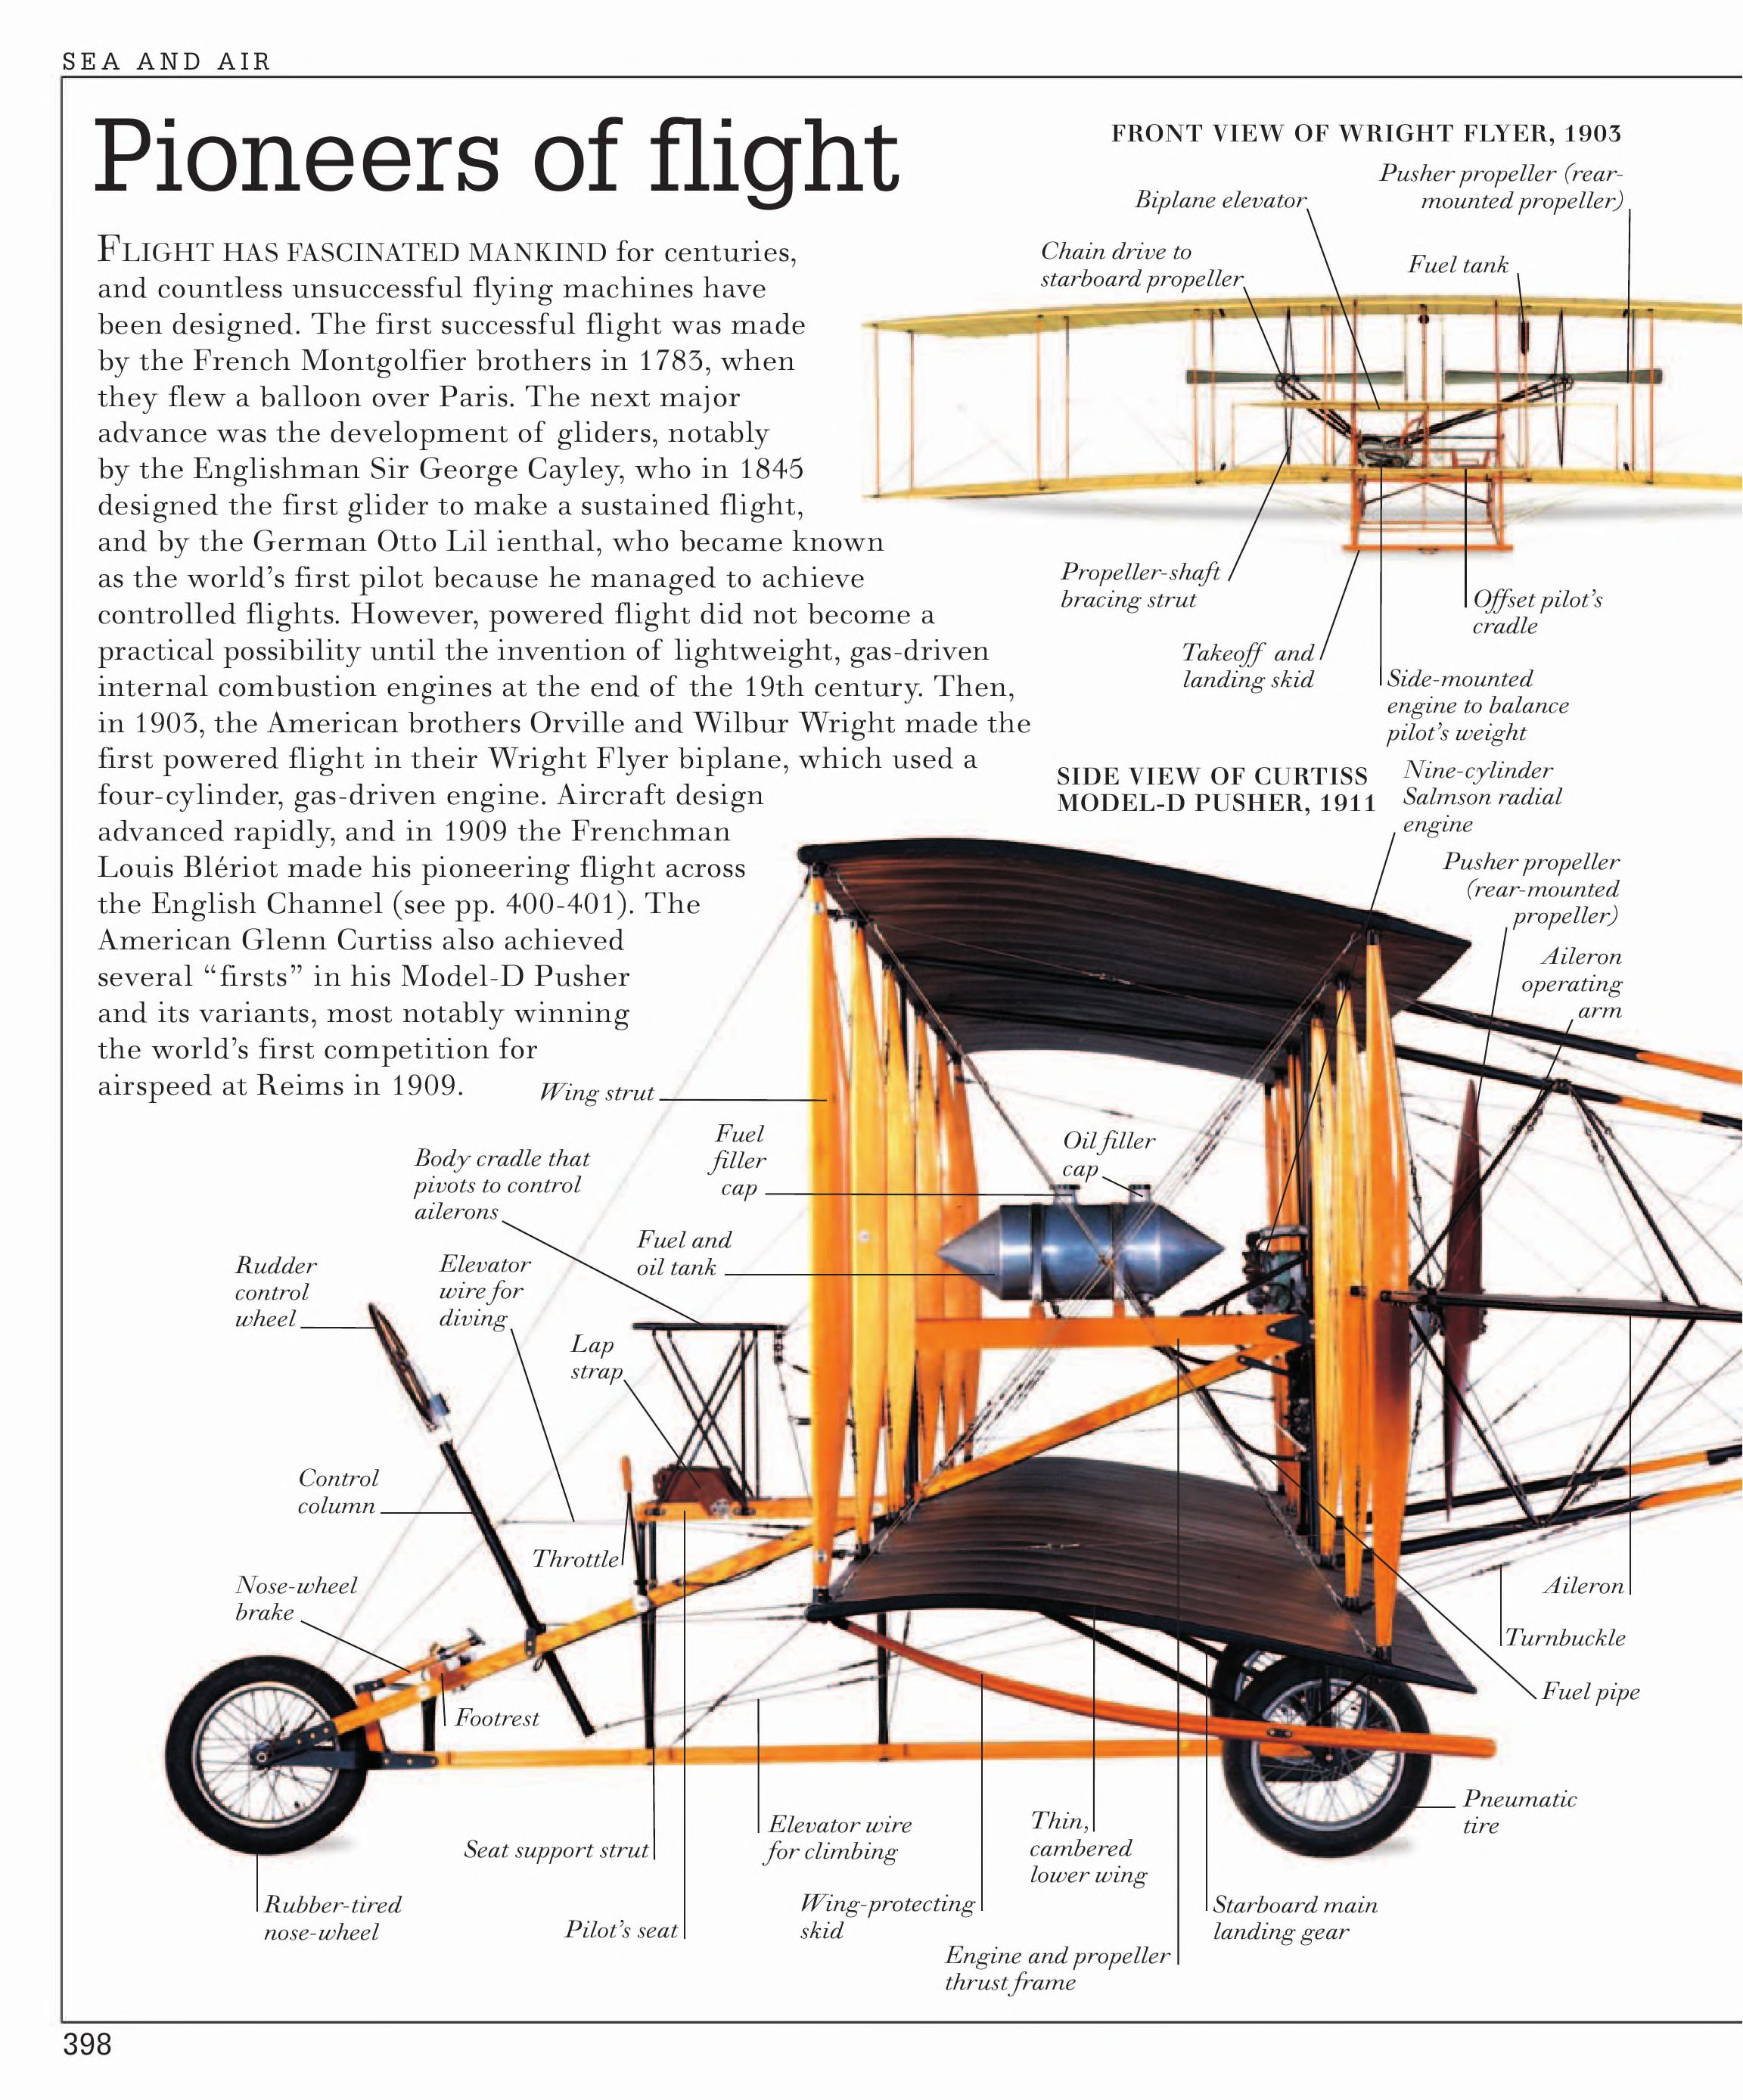 SEA AND AIR
Pioneers of flight
FLIGHT HAS FASCINATED MANKIND for centuries,
and countless unsuccessful flying machines have
been designed. The first successful flight was made
by the French Montgolfier brothers in 1783, when
they flew a balloon over Paris. The next major
advance was the development of gliders, notably
by the Englishman Sir George Cayley, who in 1845
designed the first glider to make a sustained flight,
and by the German Otto Lil ienthal, who became known
as the world's first pilot because he managed to achieve
controlled flights. However, powered flight did not become a
practical possibility until the invention of lightweight, gas-driven
internal combustion engines at the end of the 19th century. Then,
in 1903, the American brothers Orville and Wilbur Wright made the
first powered flight in their Wright Flyer biplane, which used a
four-cylinder, gas-driven engine. Aircraft design
advanced rapidly, and in 1909 the Frenchman
Louis Blériot made his pioneering flight across
the English Channel (see pp. 400-401). The
American Glenn Curtiss also achieved
several “firsts” in his Model-D Pusher
and its variants, most notably winning
the world's first competition for
airspeed at Reims in 1909.
FRONT VIEW OF WRIGHT FLYER, 1903
Pusher propeller (rear-
mounted propeller)
Biplane elevator
Chain drive to
starboard propeller
Fuel tank
Propeller-shaft
bracing strut
Offset pilot's
cradle
Takeoff and
landing skid
Side-mounted
engine to balance
pilot's weight
SIDE VIEW OF CURTISS
MODEL-D PUSHER, 1911
Nine-cylinder
Salmson radial
engine
Pusher propeller
(rear-mounted
propeller)
Aileron
operating
arm
Wing strut
Fuel
filler
cap
Oil filler
cap
Body cradle that
pivots to control
ailerons
Fuel and
oil tank
Rudder
control
wheel
Elevator
wire for
diving
Lap
strap
Control
column
Throttle
Nose-wheel
brake
Aileron
Turnbuckle
Fuel pipe
Footrest
Pneumatic
tire
Elevator wire
for climbing
Thin,
cambered
lower wing
Seat support strut
Rubber-tired
nose-wheel
Pilot's seat
Wing-protecting
skid
Starboard main
landing gear
Engine and propeller
thrust frame
398